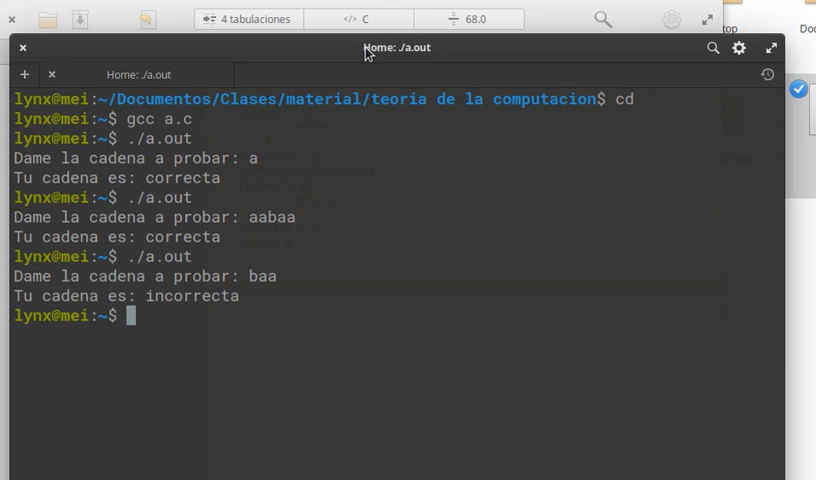 4 tabulaciones
</> C
68.0
Home: ./a.out
Home: ./a.out
lynx@mei:~/Documentos/Clases/material/teoria de la computacion$ cd
lynx@mei:~$ gcc a.c
lynx@mei:~$ ./a.out
Dame la cadena a probar: a
Tu cadena es: correcta
lynx@mei:~$ ./a.out
Dame la cadena a probar: aabaa
Tu cadena es: correcta
lynx@mei:~$ ./a.out
Dame la cadena a probar: baa
Tu cadena es: incorrecta
lynx@mei:~$